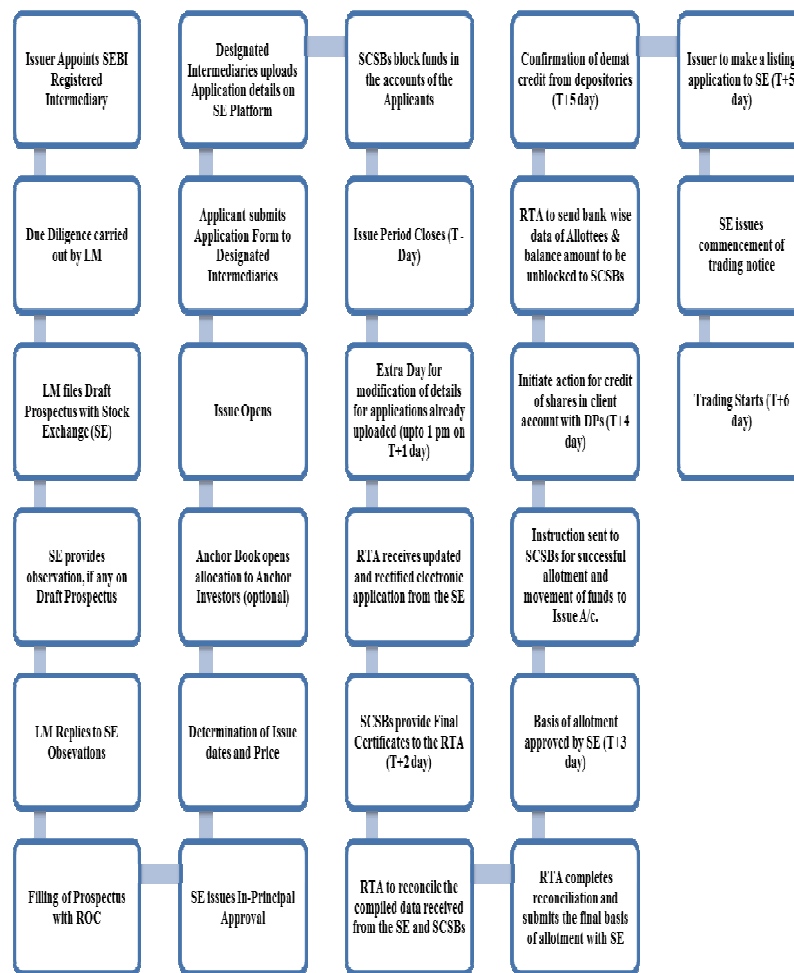 Issuer Appoints SEBI
Registered
Intermediary
Due Diligence carried
out by LM
LM files Draft
Prospectus with Stock
Exchange (SE)
SE provides
observation, if any on
Draft Prospectus
LM Replies to SE
Obsevations
Filling of Prospectus
with ROC
SE issues In-Principal
Approval
Determination of Issue
dates and Price
Anchor Book opens
allocation to Anchor
Investors (optional)
Issue Opens
Applicant submits
Application Form to
Designated
Intermediaries
Designated
Intermediaries uploads
Application details on
SE Platform
SCSBs block funds in
the accounts of the
Applicants
Issue Period Closes (T -
Day)
Extra Day for
modification of details
for applications already
uploaded (upto 1 pm on
T+1 day)
RTA receives updated
and rectified electronic
application from the SE
SCSBs provide Final
Certificates to the RTA
(T+2 day)
RTA to reconcile the
compiled data received
from the SE and SCSBs
RTA completes
reconciliation and
submits the final basis
of allotment with SE
Basis of allotment
approved by SE (T+3
day)
Instruction sent to
SCSBs for successful
allotment and
movement of funds to
Issue A/c.
Initiate action for credit
of shares in client
account with DPs (T+4
day)
RTA to send bank wise
data of Allottees &
balance amount to be
unblocked to SCSBs
Confirmation of demat
credit from depositories
(T+5 day)
Issuer to make a listing
application to SE (T+5
day)
SE issues
commencement of
trading notice
Trading Starts (T+6
day)